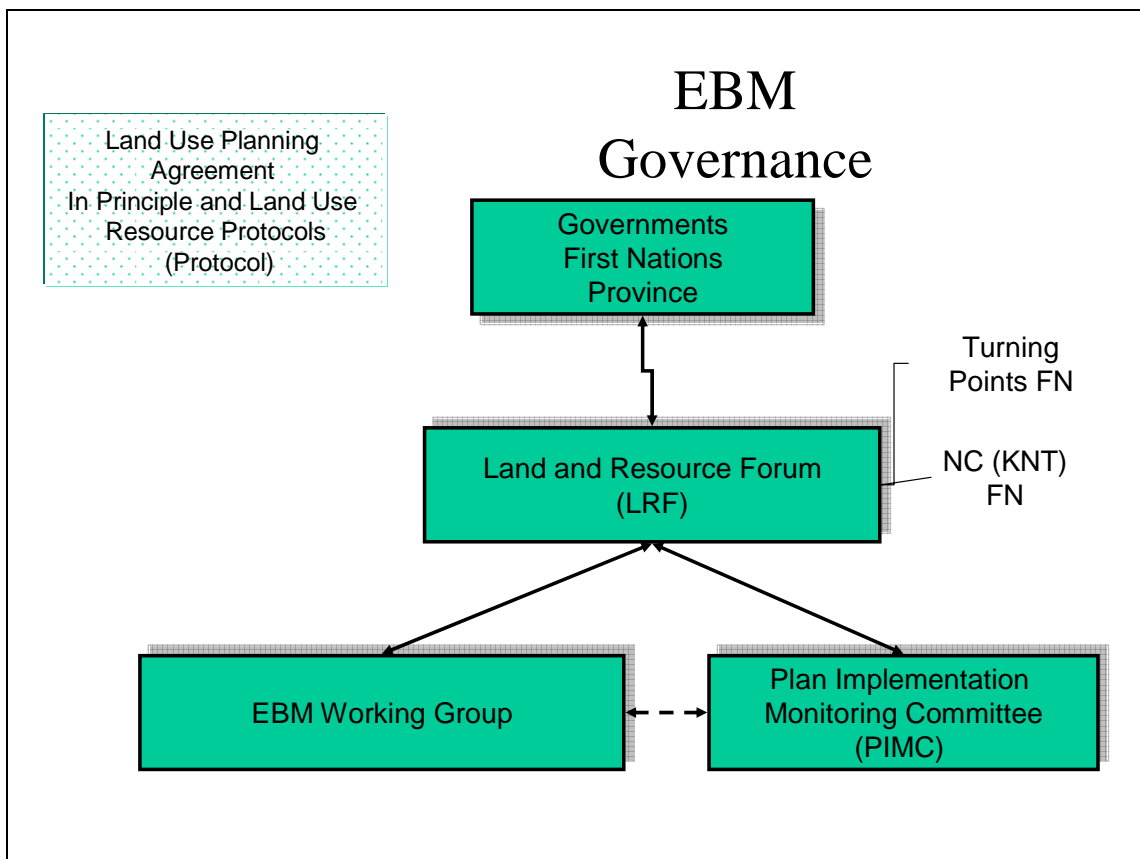 EBM
Governance
Land Use Planning
Agreement
In Principle and Land Use
Resource Protocols
(Protocol)
Governments
First Nations
Province
Turning
Points FN
Land and Resource Forum
(LRF)
NC (KNT)
FN
EBM Working Group
Plan Implementation
Monitoring Committee
(PIMC)